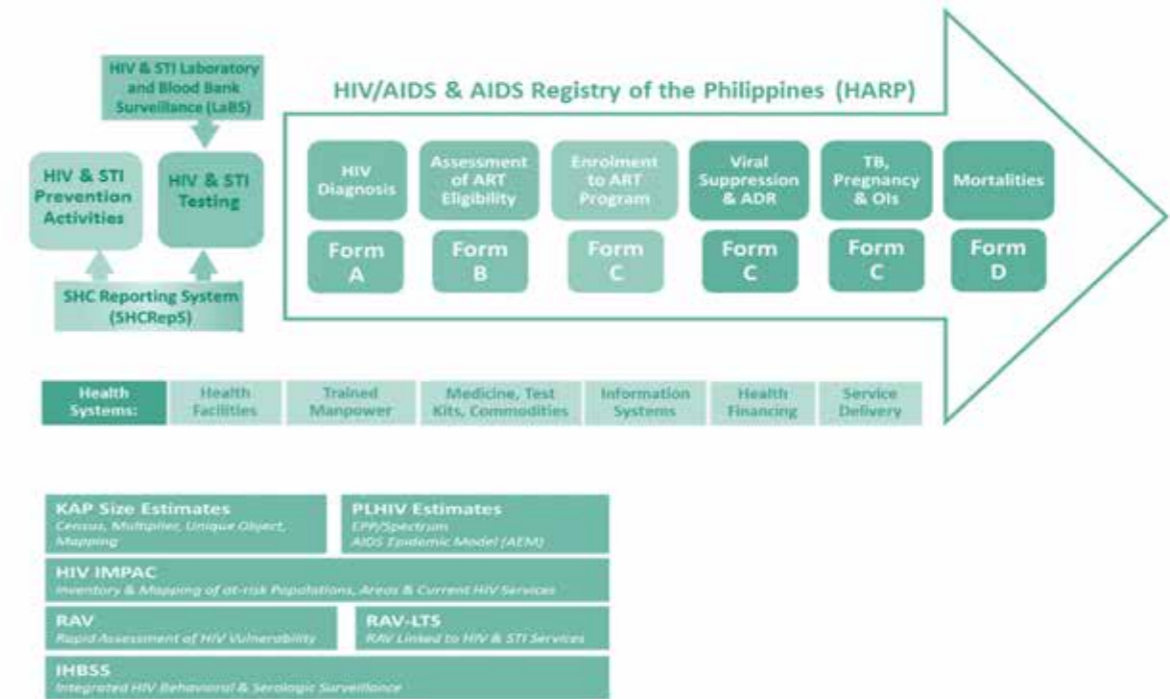 HIV & STI Laboratory
and Blood Bank
Surveillance (LaBS)
HIV/AIDS & AIDS Registry of the Philippines (HARP)
HIV & STI
Prevention
Activities
HIV & STI
Testing
HIV
Diagnosis
Assessment
of ART
Eligibility
Enrolment
to ART
Program
Viral
Suppression
& ADR
TB,
Pregnancy
& OIs
Mortalities
Form
A
Form
B
Form
C
Form
C
Form
C
Form
D
SHC Reporting System
(SHCRepS)
Health
Systems:
Health
Facilities
Trained
Manpower
Medicine, Test
Kits, Commodities
Information
Systems
Health
Financing
Service
Delivery
KAP Size Estimates
Census, Multiplier, Unique Object,
Mapping
PLHIV Estimates
EPP/Spectrum
AIDS Epidemic Model (AEM)
HIV IMPAC
Inventory & Mapping of at-risk Populations, Areas & Current HIV Services
RAV
Rapid Assessment of HIV Vulnerability
RAV-LTS
RAV Linked to HIV & STI Services
IHBSS
Integrated HIV Behavioral & Serologic Surveillance